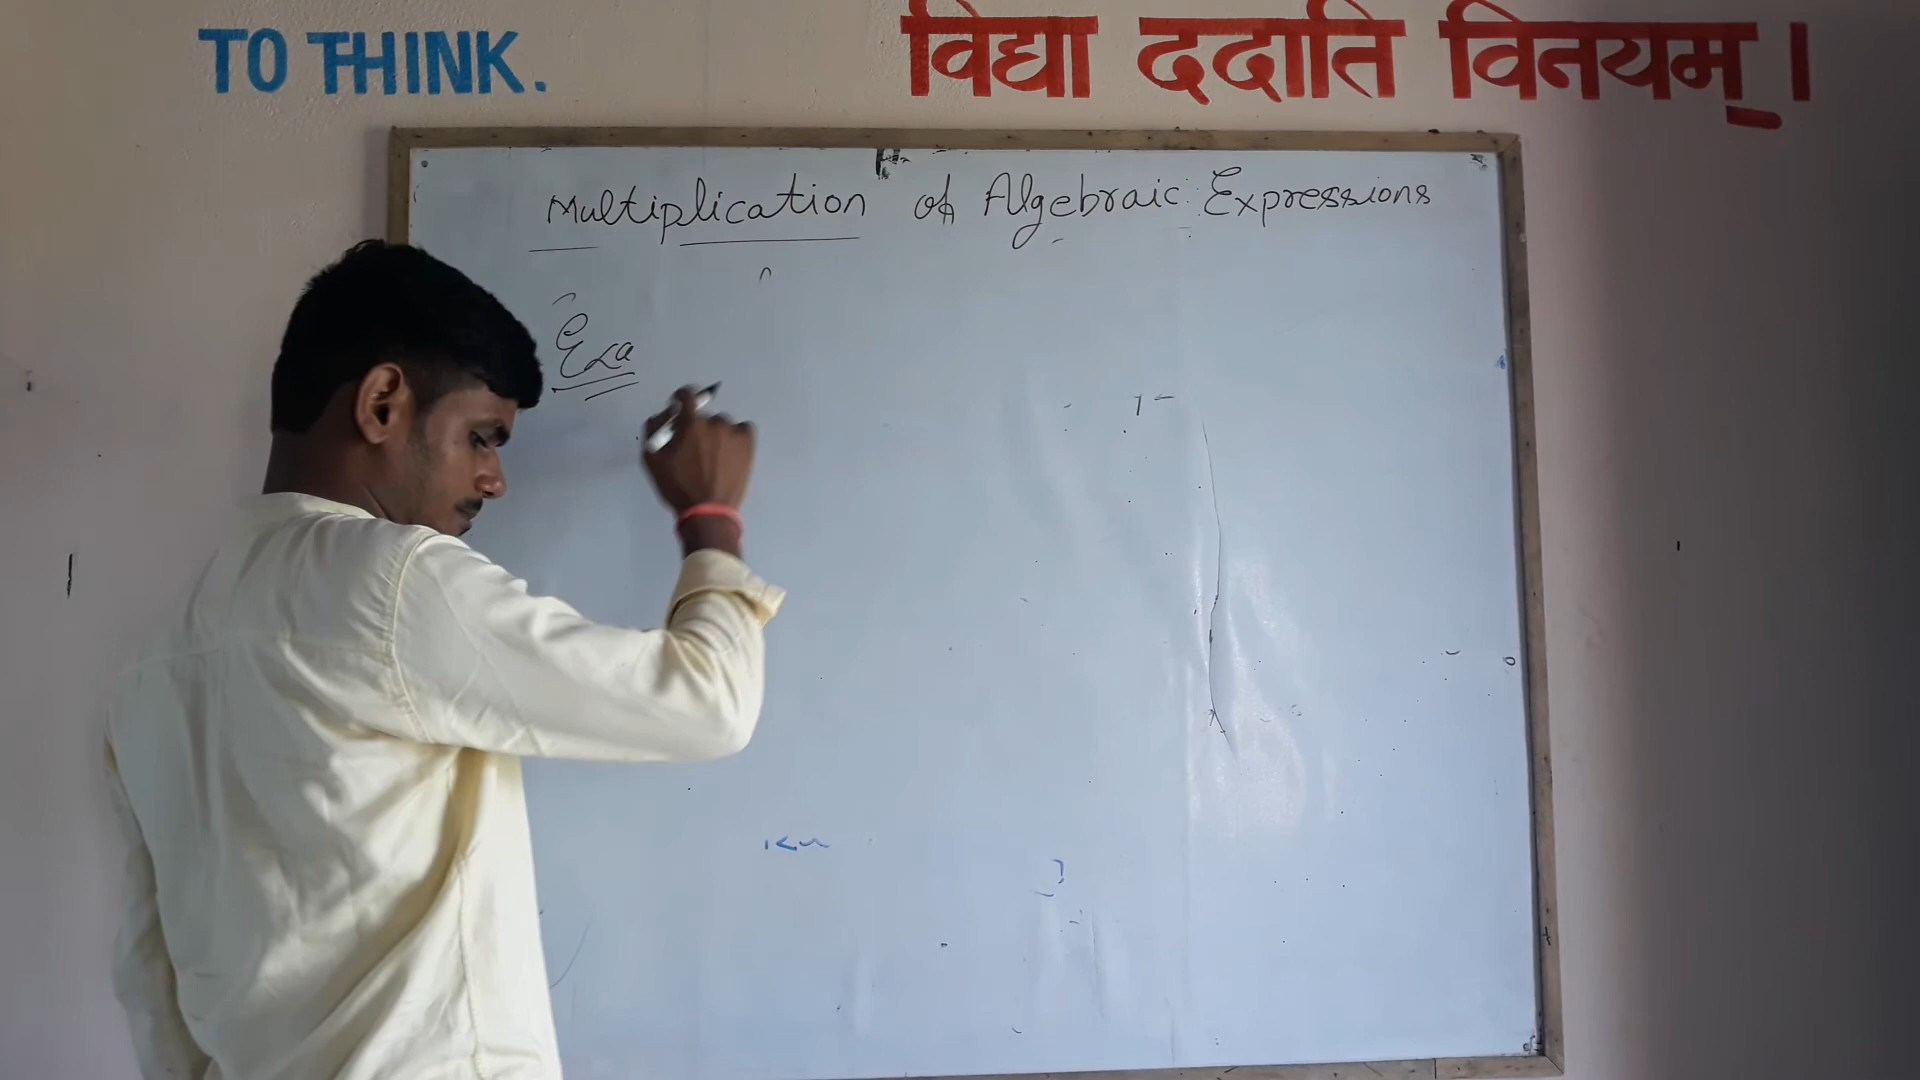 TO THINK.
विद्या ददाति विनयम् ।
Multiplication of Algebraic Expressions
Exa